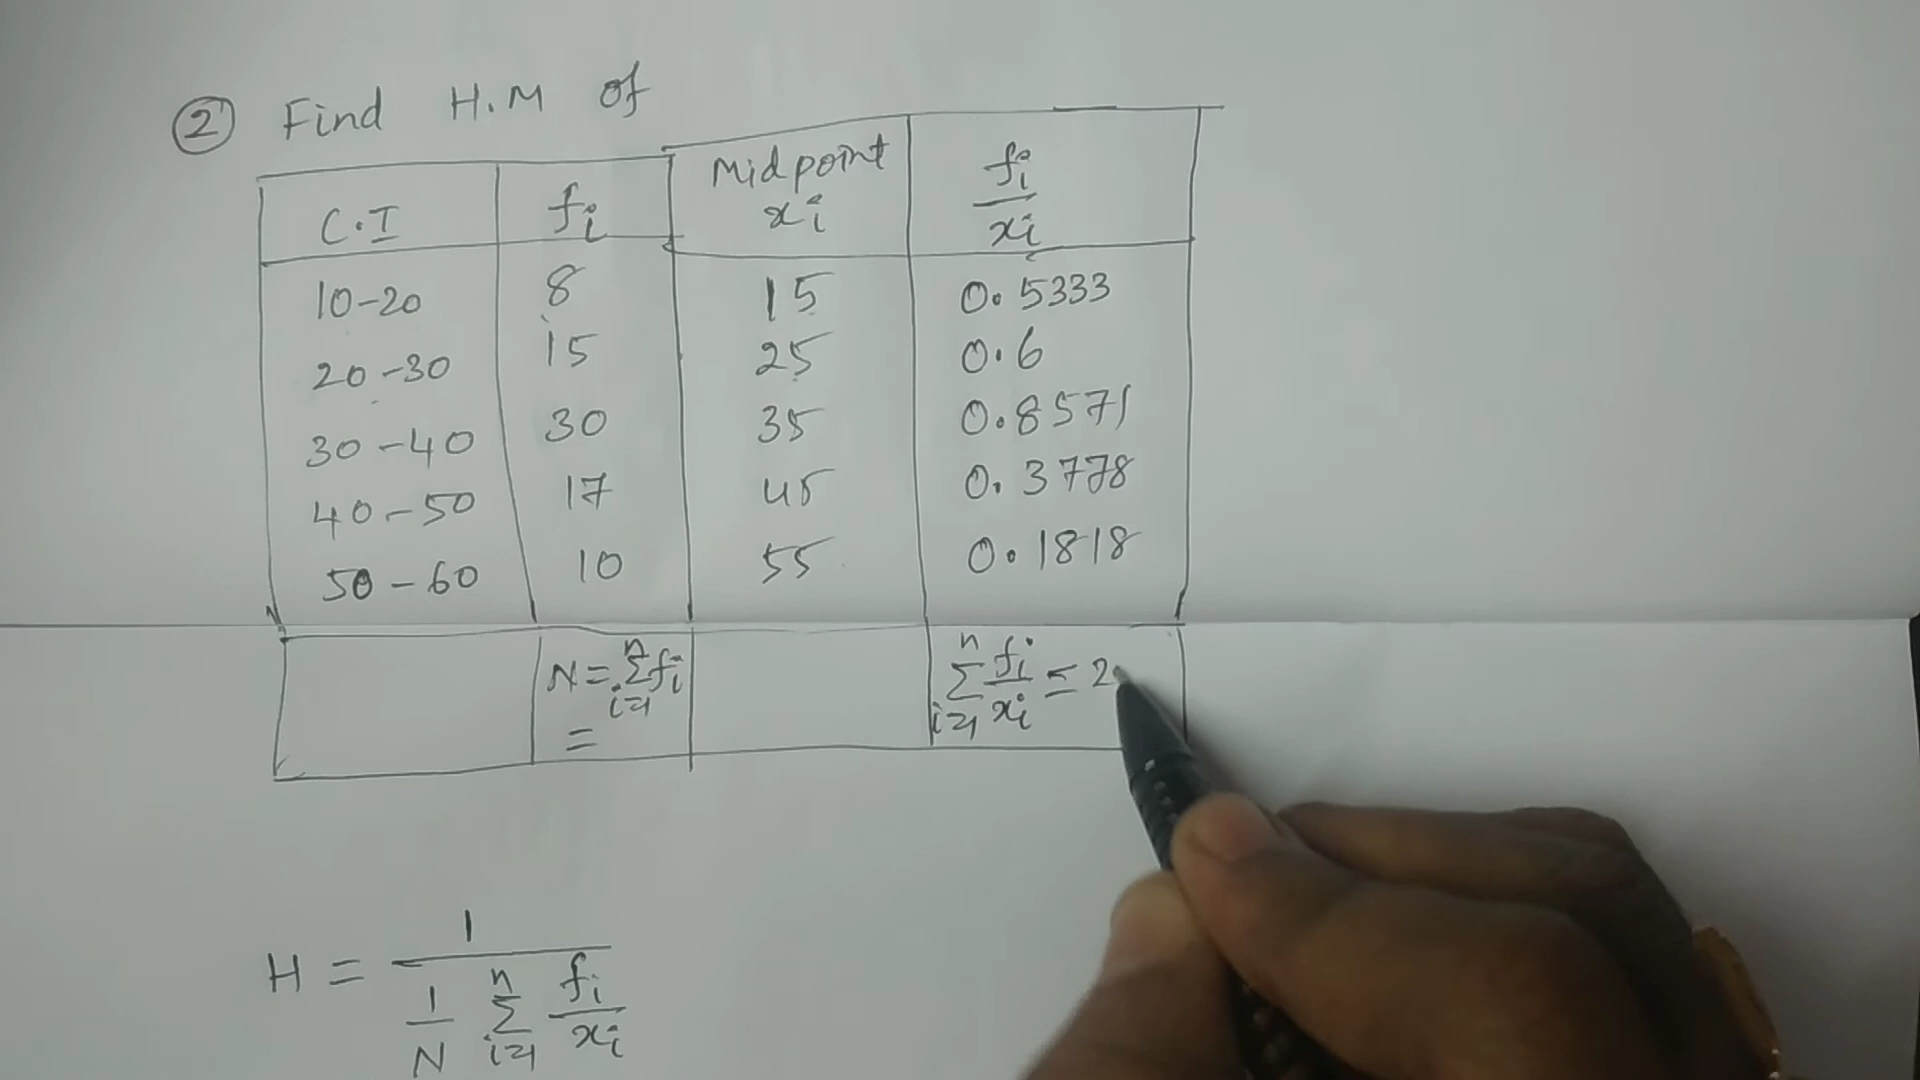 ② Find H.M of
C.I fi Midpoint xi fi/xi
10-20 8 15 0.5333
20-30 15 25 0.6
30-40 30 35 0.8571
40-50 17 45 0.3778
50-60 10 55 0.1818
N = n Σ i=1 fi = n Σ i=1 fi/xi = 2
H = 1 / 1/N n Σ i=1 fi/xi